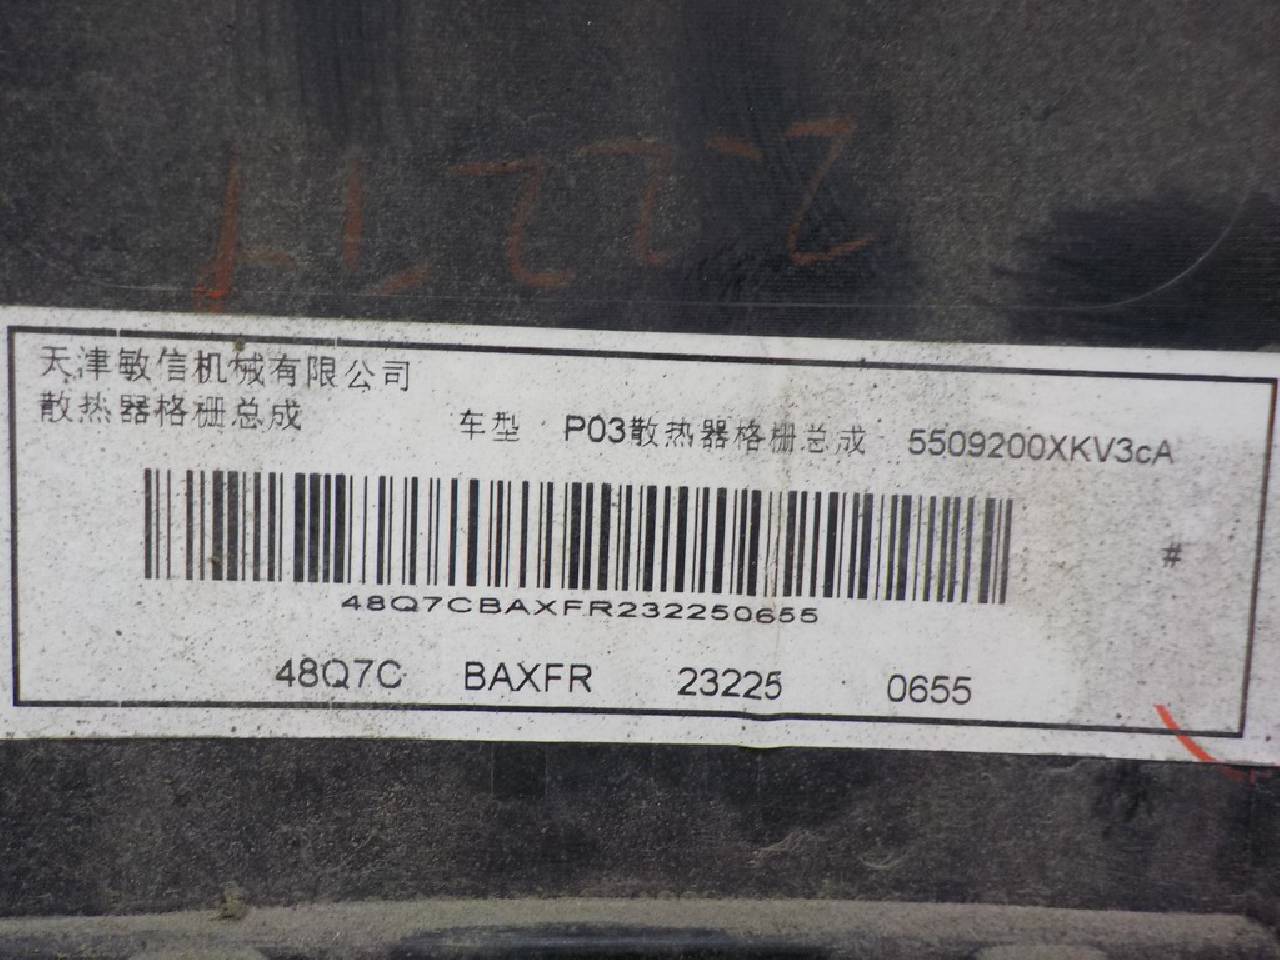 天津敏信机械有限公司
散热器格栅总成 车型 P03散热器格栅总成 5509200XKV3cA
#
48Q7CBAXFR232250655
48Q7C BAXFR 23225 0655